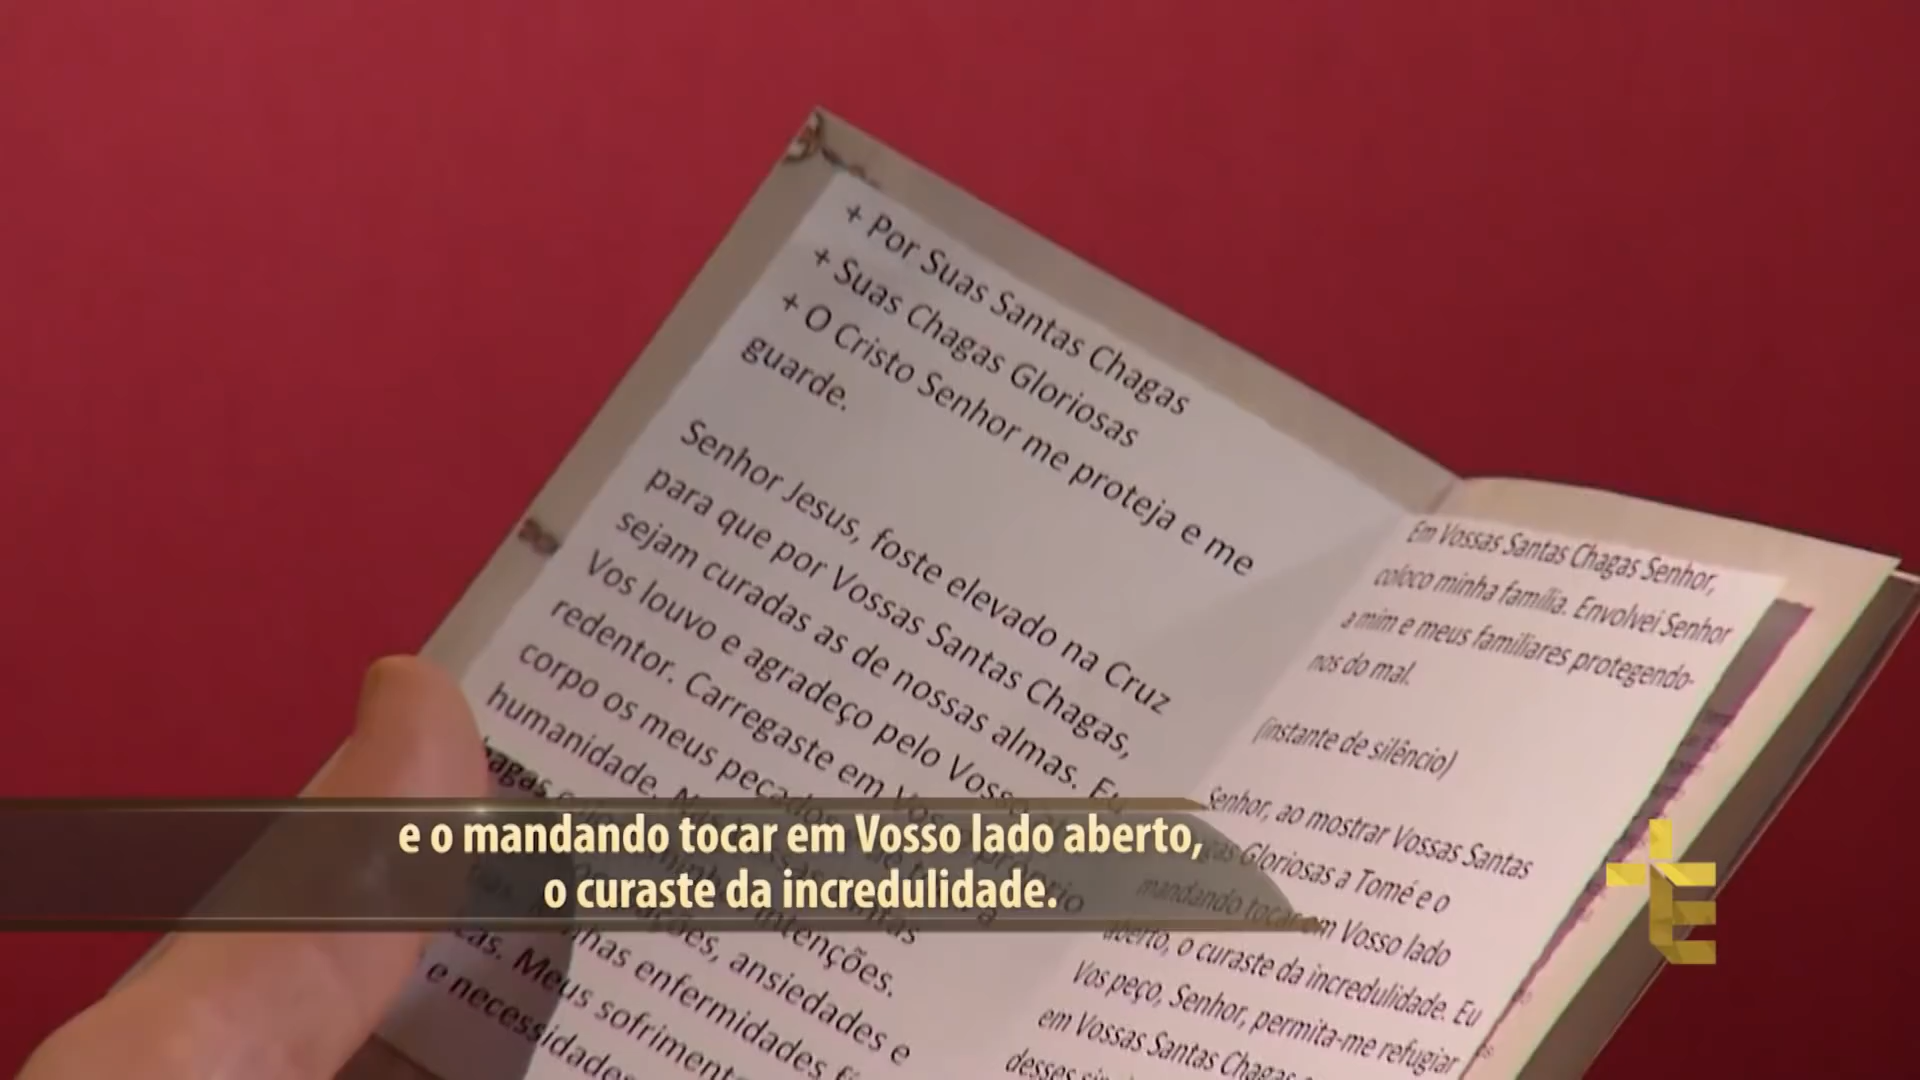 + Por Suas Santas Chagas
+ Suas Chagas Gloriosas
+ O Cristo Senhor me proteja e me
guarde.
Senhor Jesus, foste elevado na Cruz
para que por Vossas Santas Chagas,
sejam curadas as de nossas almas. Eu
Vos louvo e agradeço pelo Vosso
redentor. Carregaste em
corpo os meus pecados
humanidade.
intenções.
ansiedades e
enfermidades
Meus
e necessidades
Em Vossas Santas Chagas Senhor,
coloco minha família. Envolvei Senhor
a mim e meus familiares protegendo-
nos do mal.
(instante de silêncio)
Senhor, ao mostrar Vossas Santas
Gloriosas a Tomé e o
mandando tocar em Vosso lado
aberto, o curaste da incredulidade. Eu
Vos peço, Senhor, permita-me refugiar
em Vossas Santas
e o mandando tocar em Vosso lado aberto,
o curaste da incredulidade.